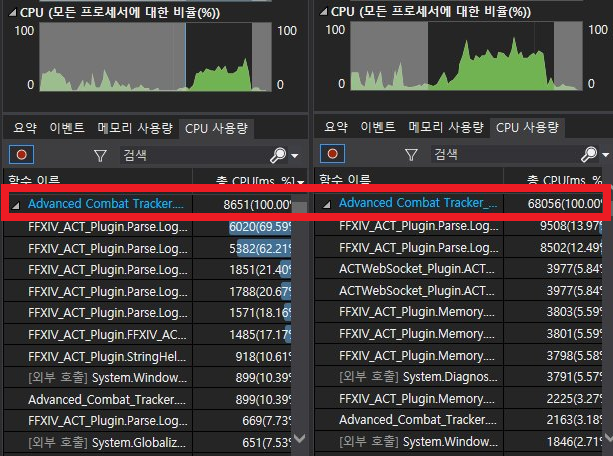 CPU (모든 프로세서에 대한 비율(%))
100
100
0
0
요약 이벤트 메모리 사용량 CPU 사용량
검색
함수 이름 총 CPU[ms, %]
Advanced Combat Tracker.... 8651(100.00%
FFXIV_ACT_Plugin.Parse.Log... 6020(69.59%
FFXIV_ACT_Plugin.Parse.Log... 5382(62.21%
FFXIV_ACT_Plugin.Parse.Log... 1851(21.40%
FFXIV_ACT_Plugin.Parse.Log... 1788(20.67%
FFXIV_ACT_Plugin.Parse.Log... 1571(18.16%
FFXIV_ACT_Plugin.FFXIV_AC... 1485(17.17%
FFXIV_ACT_Plugin.StringHel... 918(10.61%
[외부 호출] System.Window... 899(10.39%
Advanced_Combat_Tracker.... 899(10.39%
FFXIV_ACT_Plugin.Parse.Log... 669(7.73%
[외부 호출] System.Globaliz... 651(7.53%
CPU (모든 프로세서에 대한 비율(%))
100
100
0
0
요약 이벤트 메모리 사용량 CPU 사용량
검색
함수 이름 총 CPU[ms, %]
Advanced Combat Tracker_... 68056(100.00%
FFXIV_ACT_Plugin.Parse.Log... 9508(13.97%
FFXIV_ACT_Plugin.Parse.Log... 8502(12.49%
ACTWebSocket_Plugin.ACT... 3977(5.84%
ACTWebSocket_Plugin.ACT... 3977(5.84%
FFXIV_ACT_Plugin.Memory.... 3803(5.59%
FFXIV_ACT_Plugin.Memory.... 3801(5.59%
FFXIV_ACT_Plugin.Memory.... 3798(5.58%
[외부 호출] System.Diagnos... 3791(5.57%
FFXIV_ACT_Plugin.Memory.... 2225(3.27%
Advanced_Combat_Tracker.... 2163(3.18%
[외부 호출] System.Window... 1846(2.71%